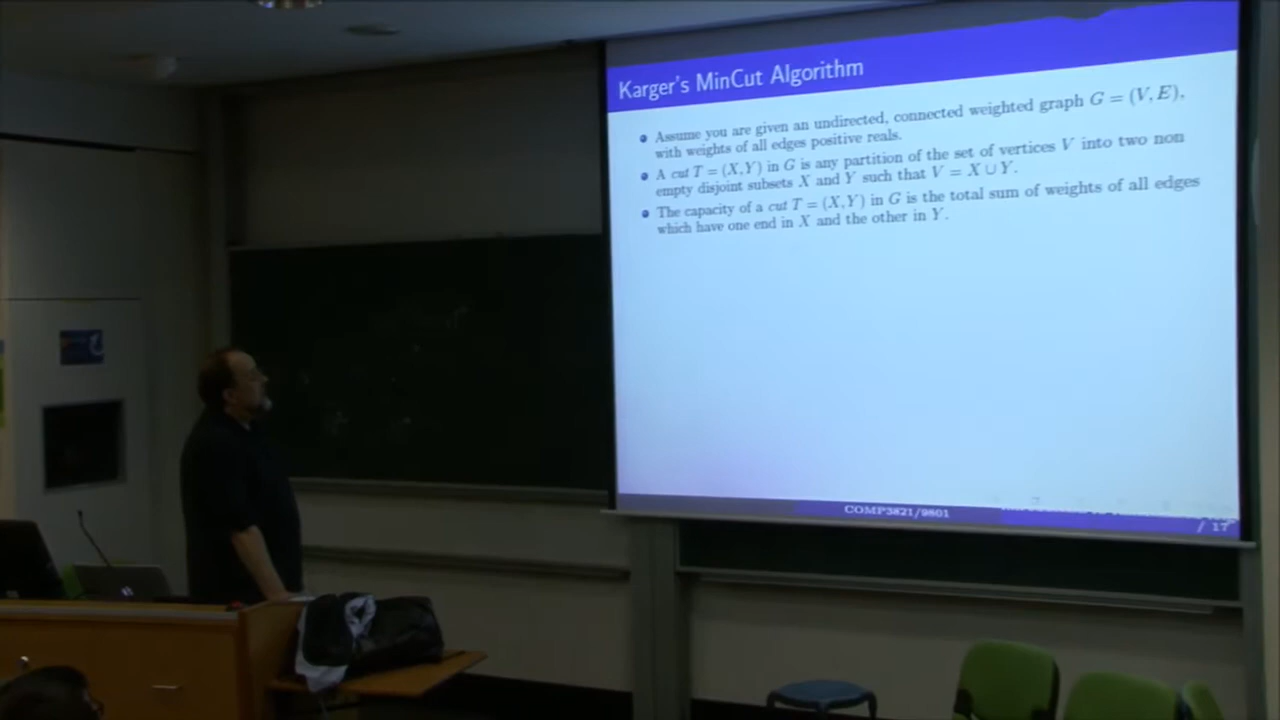 Karger's MinCut Algorithm
Assume you are given an undirected, connected weighted graph G = (V, E),
with weights of all edges positive reals.
A cut T = (X, Y) in G is any partition of the set of vertices V into two non
empty disjoint subsets X and Y such that V = X ∪ Y.
The capacity of a cut T = (X, Y) in G is the total sum of weights of all edges
which have one end in X and the other in Y.
COMP3821/9801
/ 17